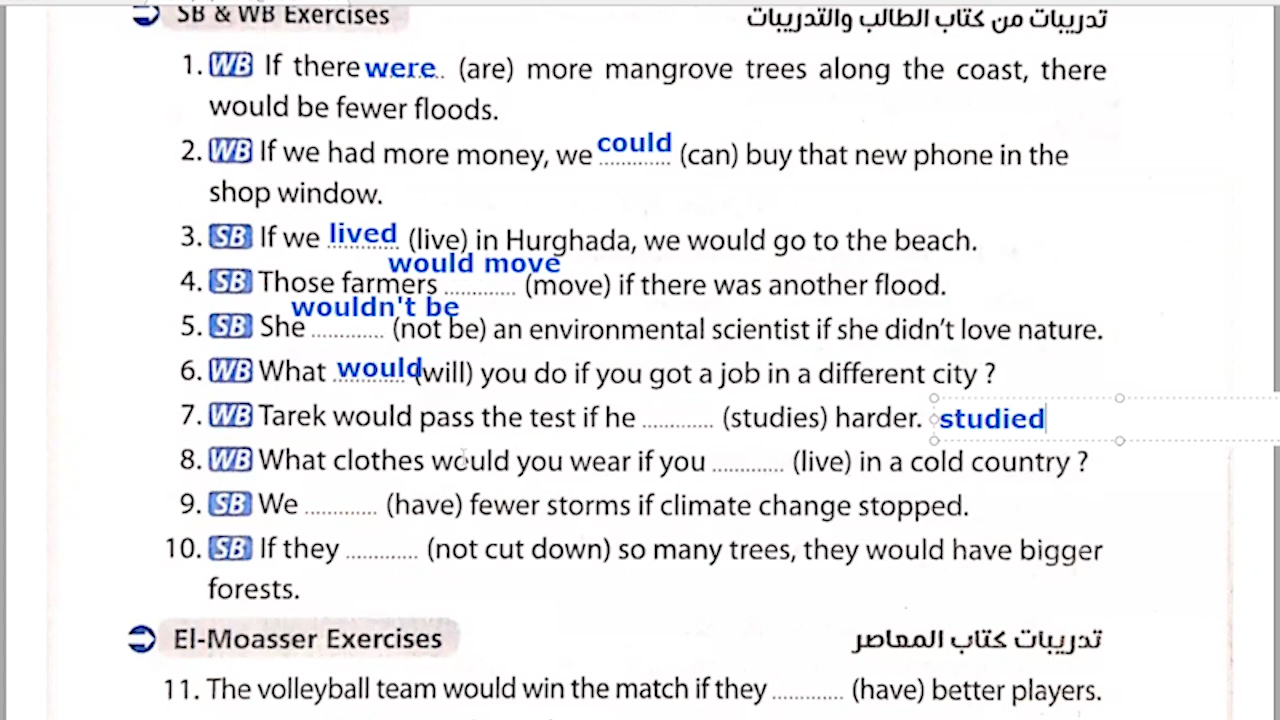 SB & WB Exercises تدريبات من كتاب الطالب والتدريبات
1. WB If there were (are) more mangrove trees along the coast, there
would be fewer floods.
2. WB If we had more money, we could (can) buy that new phone in the
shop window.
3. SB If we lived (live) in Hurghada, we would go to the beach.
would move
4. SB Those farmers ............ (move) if there was another flood.
wouldn't be
5. SB She ............ (not be) an environmental scientist if she didn't love nature.
6. WB What would (will) you do if you got a job in a different city ?
7. WB Tarek would pass the test if he ............ (studies) harder. studied
8. WB What clothes would you wear if you ............ (live) in a cold country ?
9. SB We ............ (have) fewer storms if climate change stopped.
10. SB If they ............ (not cut down) so many trees, they would have bigger
forests.
El-Moasser Exercises تدريبات كتاب المعاصر
11. The volleyball team would win the match if they ............ (have) better players.